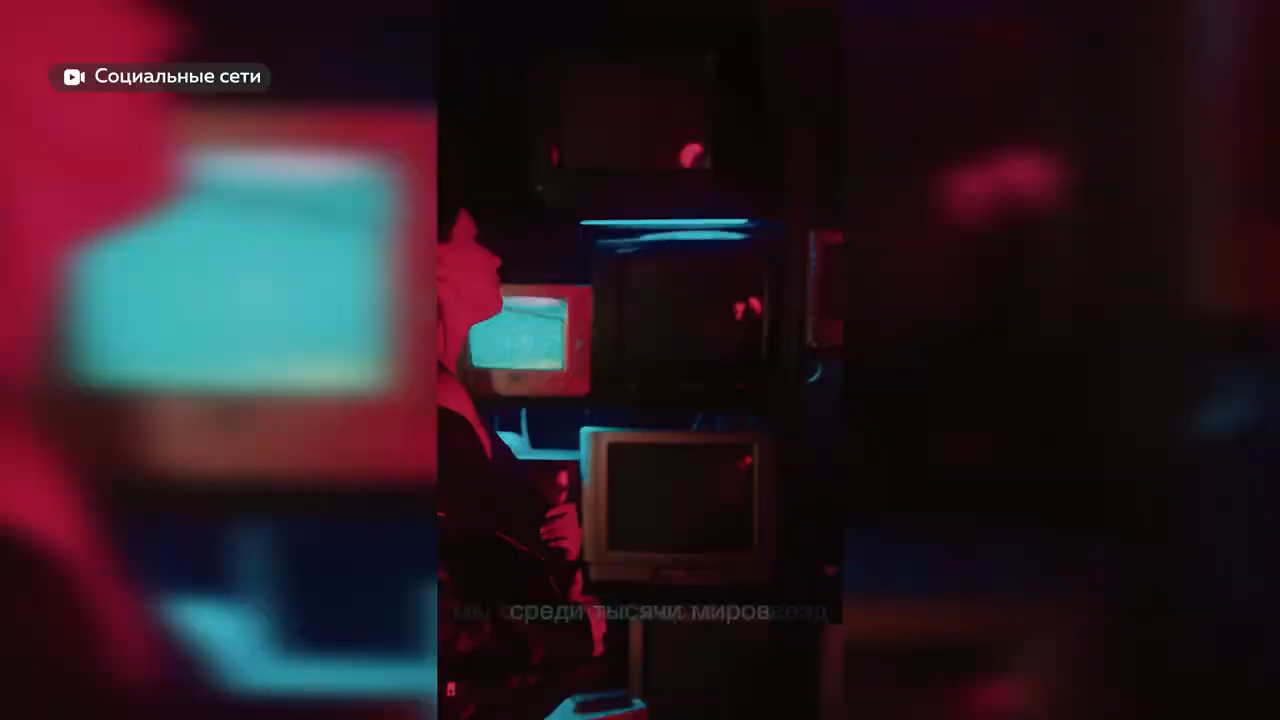 Социальные сети
среди тысячи миров